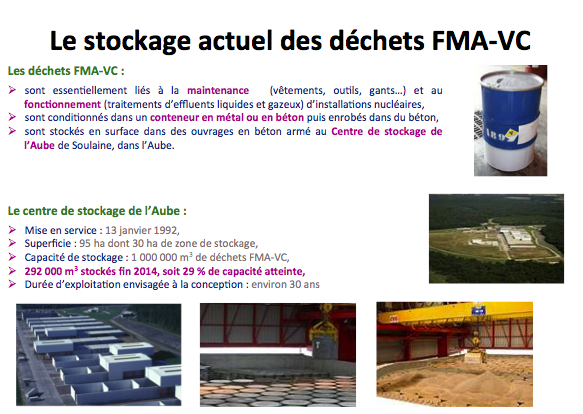 Le stockage actuel des déchets FMA-VC
Les déchets FMA-VC :
➢ sont essentiellement liés à la maintenance (vêtements, outils, gants...) et au
fonctionnement (traitements d'effluents liquides et gazeux) d'installations nucléaires,
➢ sont conditionnés dans un conteneur en métal ou en béton puis enrobés dans du béton,
➢ sont stockés en surface dans des ouvrages en béton armé au Centre de stockage de
l'Aube de Soulaine, dans l'Aube.
Le centre de stockage de l'Aube :
➢ Mise en service : 13 janvier 1992,
➢ Superficie : 95 ha dont 30 ha de zone de stockage,
➢ Capacité de stockage : 1 000 000 m³ de déchets FMA-VC,
➢ 292 000 m³ stockés fin 2014, soit 29 % de capacité atteinte,
➢ Durée d'exploitation envisagée à la conception : environ 30 ans